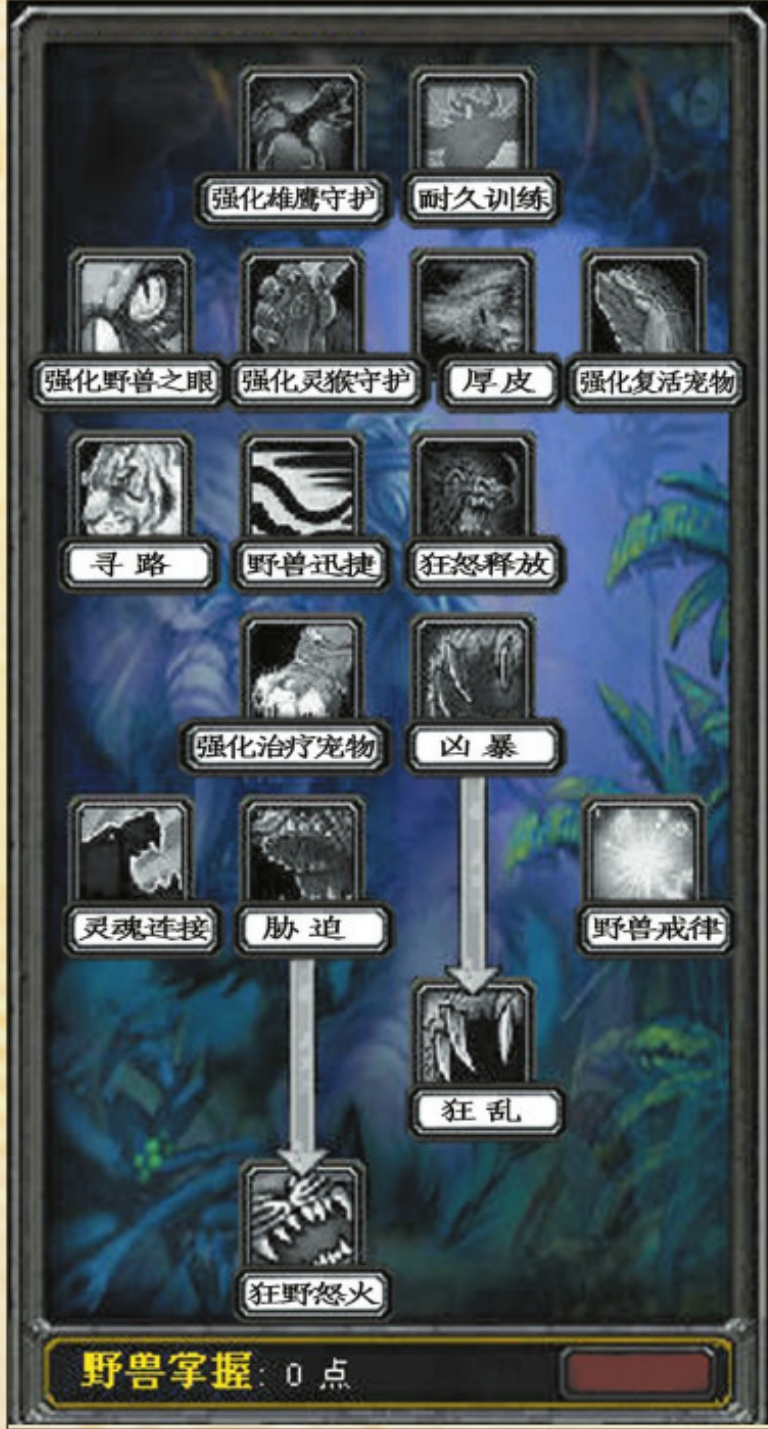 强化雄鹰守护 耐久训练
强化野兽之眼 强化灵猴守护 厚皮 强化复活宠物
寻路 野兽迅捷 狂怒释放
强化治疗宠物 凶暴
灵魂连接 胁迫 野兽戒律
狂乱
狂野怒火
野兽掌握: 0 点